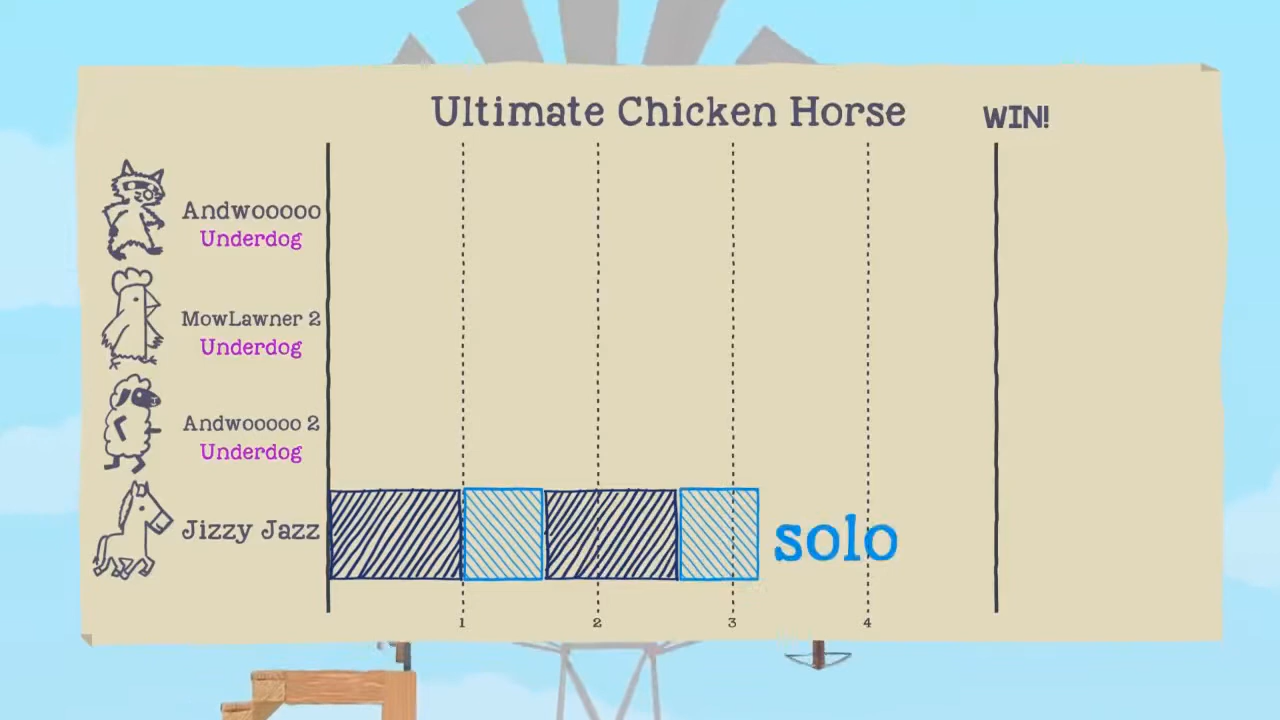 Ultimate Chicken Horse
WIN!
Andwooooo
Underdog
MowLawner 2
Underdog
Andwooooo 2
Underdog
Jizzy Jazz
solo
1 2 3 4